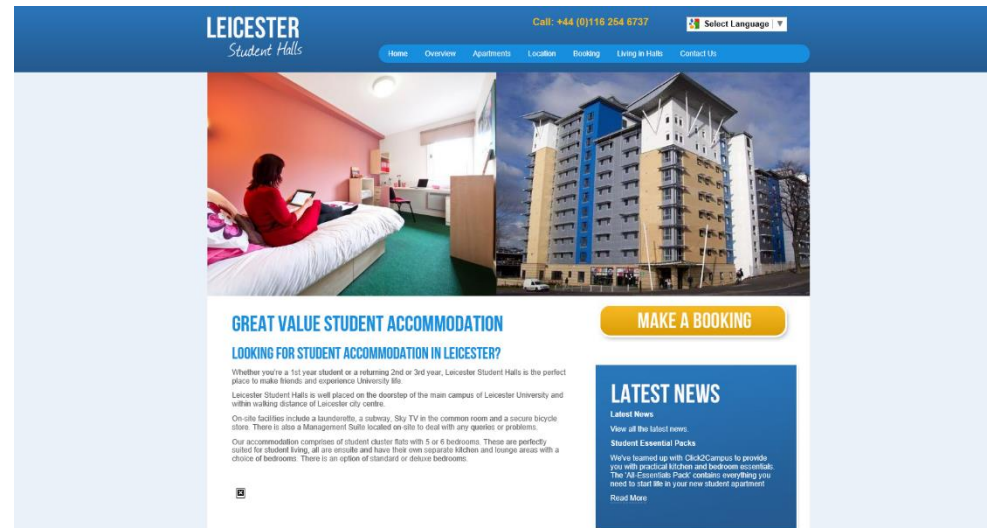 LEICESTER
Student Halls
Call: +44 (0)116 254 6737
Select Language ▼
Home Overview Apartments Location Booking Living in Halls Contact Us
GREAT VALUE STUDENT ACCOMMODATION
LOOKING FOR STUDENT ACCOMMODATION IN LEICESTER?
Whether you're a 1st year student or a returning 2nd or 3rd year, Leicester Student Halls is the perfect
place to make friends and experience University life.
Leicester Student Halls is well placed on the doorstep of the main campus of Leicester University and
within walking distance of Leicester city centre.
On-site facilities include a launderette, a subway, Sky TV in the common room and a secure bicycle
store. There is also a Management Suite located on-site to deal with any queries or problems.
Our accommodation comprises of student cluster flats with 5 or 6 bedrooms. These are perfectly
suited for student living, all are ensuite and have their own separate kitchen and lounge areas with a
choice of bedrooms. There is an option of standard or deluxe bedrooms.
MAKE A BOOKING
LATEST NEWS
Latest News
View all the latest news.
Student Essential Packs
We've teamed up with Click2Campus to provide
you with practical kitchen and bedroom essentials.
The 'All-Essentials Pack' contains everything you
need to start life in your new student apartment
Read More